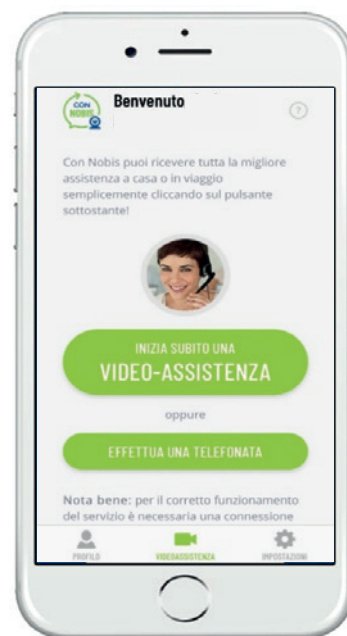 CON
NOBIS
Benvenuto
?
Con Nobis puoi ricevere tutta la migliore
assistenza a casa o in viaggio
semplicemente cliccando sul pulsante
sottostante!
INIZIA SUBITO UNA
VIDEO-ASSISTENZA
oppure
EFFETTUA UNA TELEFONATA
Nota bene: per il corretto funzionamento
del servizio è necessaria una connessione
PROFILO VIDEOASSISTENZA IMPOSTAZIONI